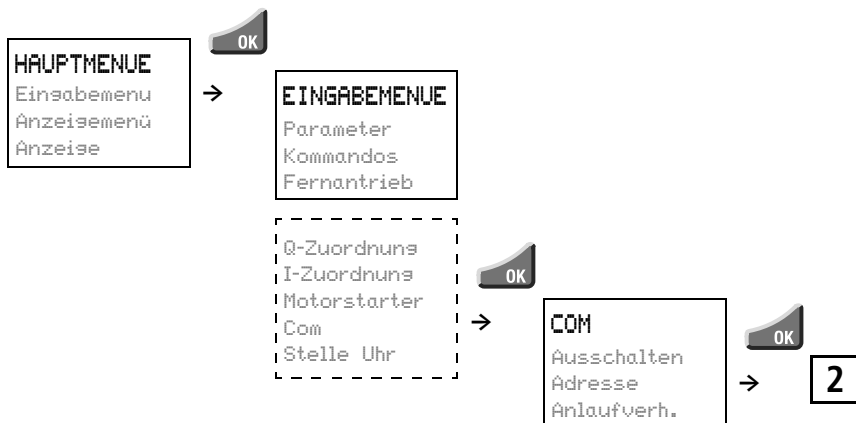 OK
HAUPTMENUE
Eingabemenu
Anzeigemenü
Anzeige
→
EINGABEMENUE
Parameter
Kommandos
Fernantrieb
Q-Zuordnung
I-Zuordnung
Motorstarter
Com
Stelle Uhr
OK
→
COM
Ausschalten
Adresse
Anlaufverh.
OK
→
2